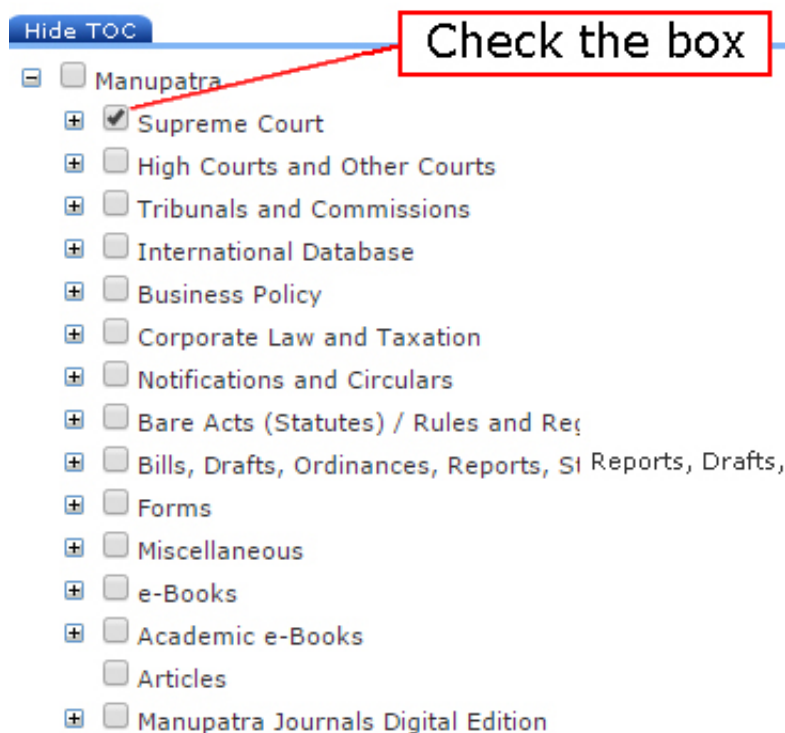 Hide TOC
Check the box
Manupatra
Supreme Court
High Courts and Other Courts
Tribunals and Commissions
International Database
Business Policy
Corporate Law and Taxation
Notifications and Circulars
Bare Acts (Statutes) / Rules and Reg
Bills, Drafts, Ordinances, Reports, St Reports, Drafts,
Forms
Miscellaneous
e-Books
Academic e-Books
Articles
Manupatra Journals Digital Edition